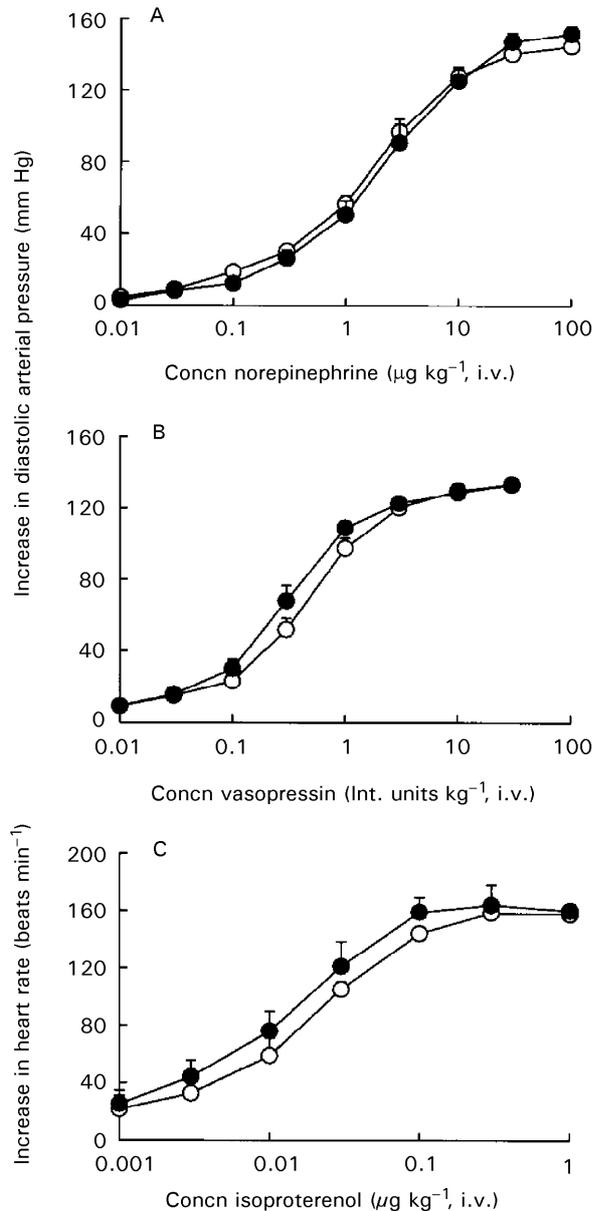 A
160
120
80
40
0
0.01 0.1 1 10 100
Concn norepinephrine (μg kg⁻¹, i.v.)
Increase in diastolic arterial pressure (mm Hg)
B
160
120
80
40
0
0.01 0.1 1 10 100
Concn vasopressin (Int. units kg⁻¹, i.v.)
C
200
160
120
80
40
0
0.001 0.01 0.1 1
Increase in heart rate (beats min⁻¹)
Concn isoproterenol (μg kg⁻¹, i.v.)